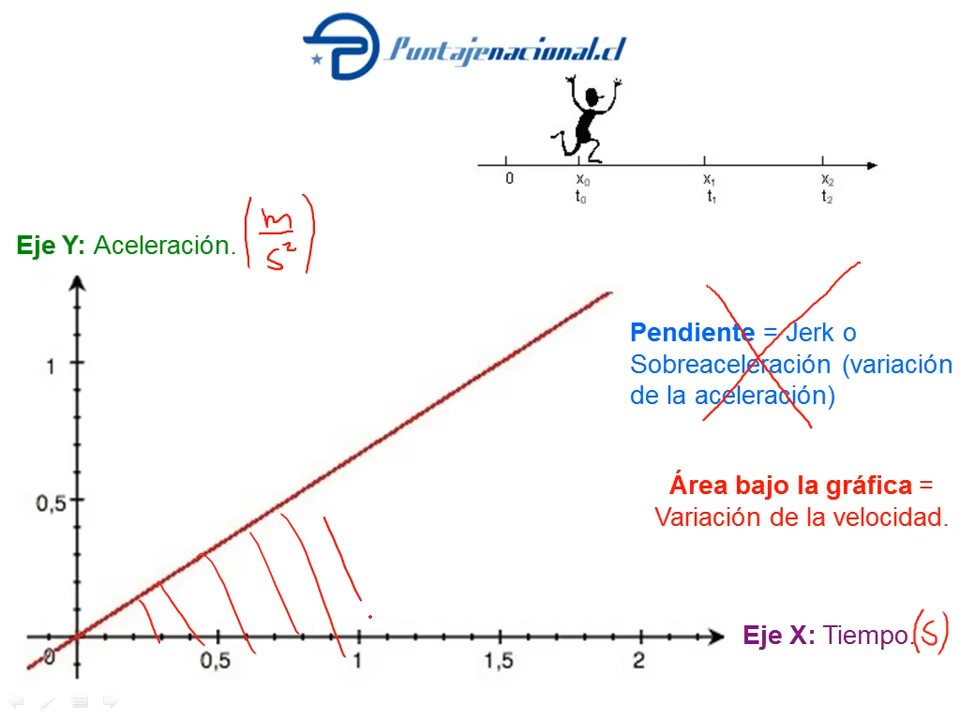 Puntajenacional.cl
0 x₀ x₁ x₂
t₀ t₁ t₂
Eje Y: Aceleración. (m/s²)
1
0,5
0 0,5 1 1,5 2
Pendiente = Jerk o
Sobreaceleración (variación
de la aceleración)
Área bajo la gráfica =
Variación de la velocidad.
Eje X: Tiempo.(s)